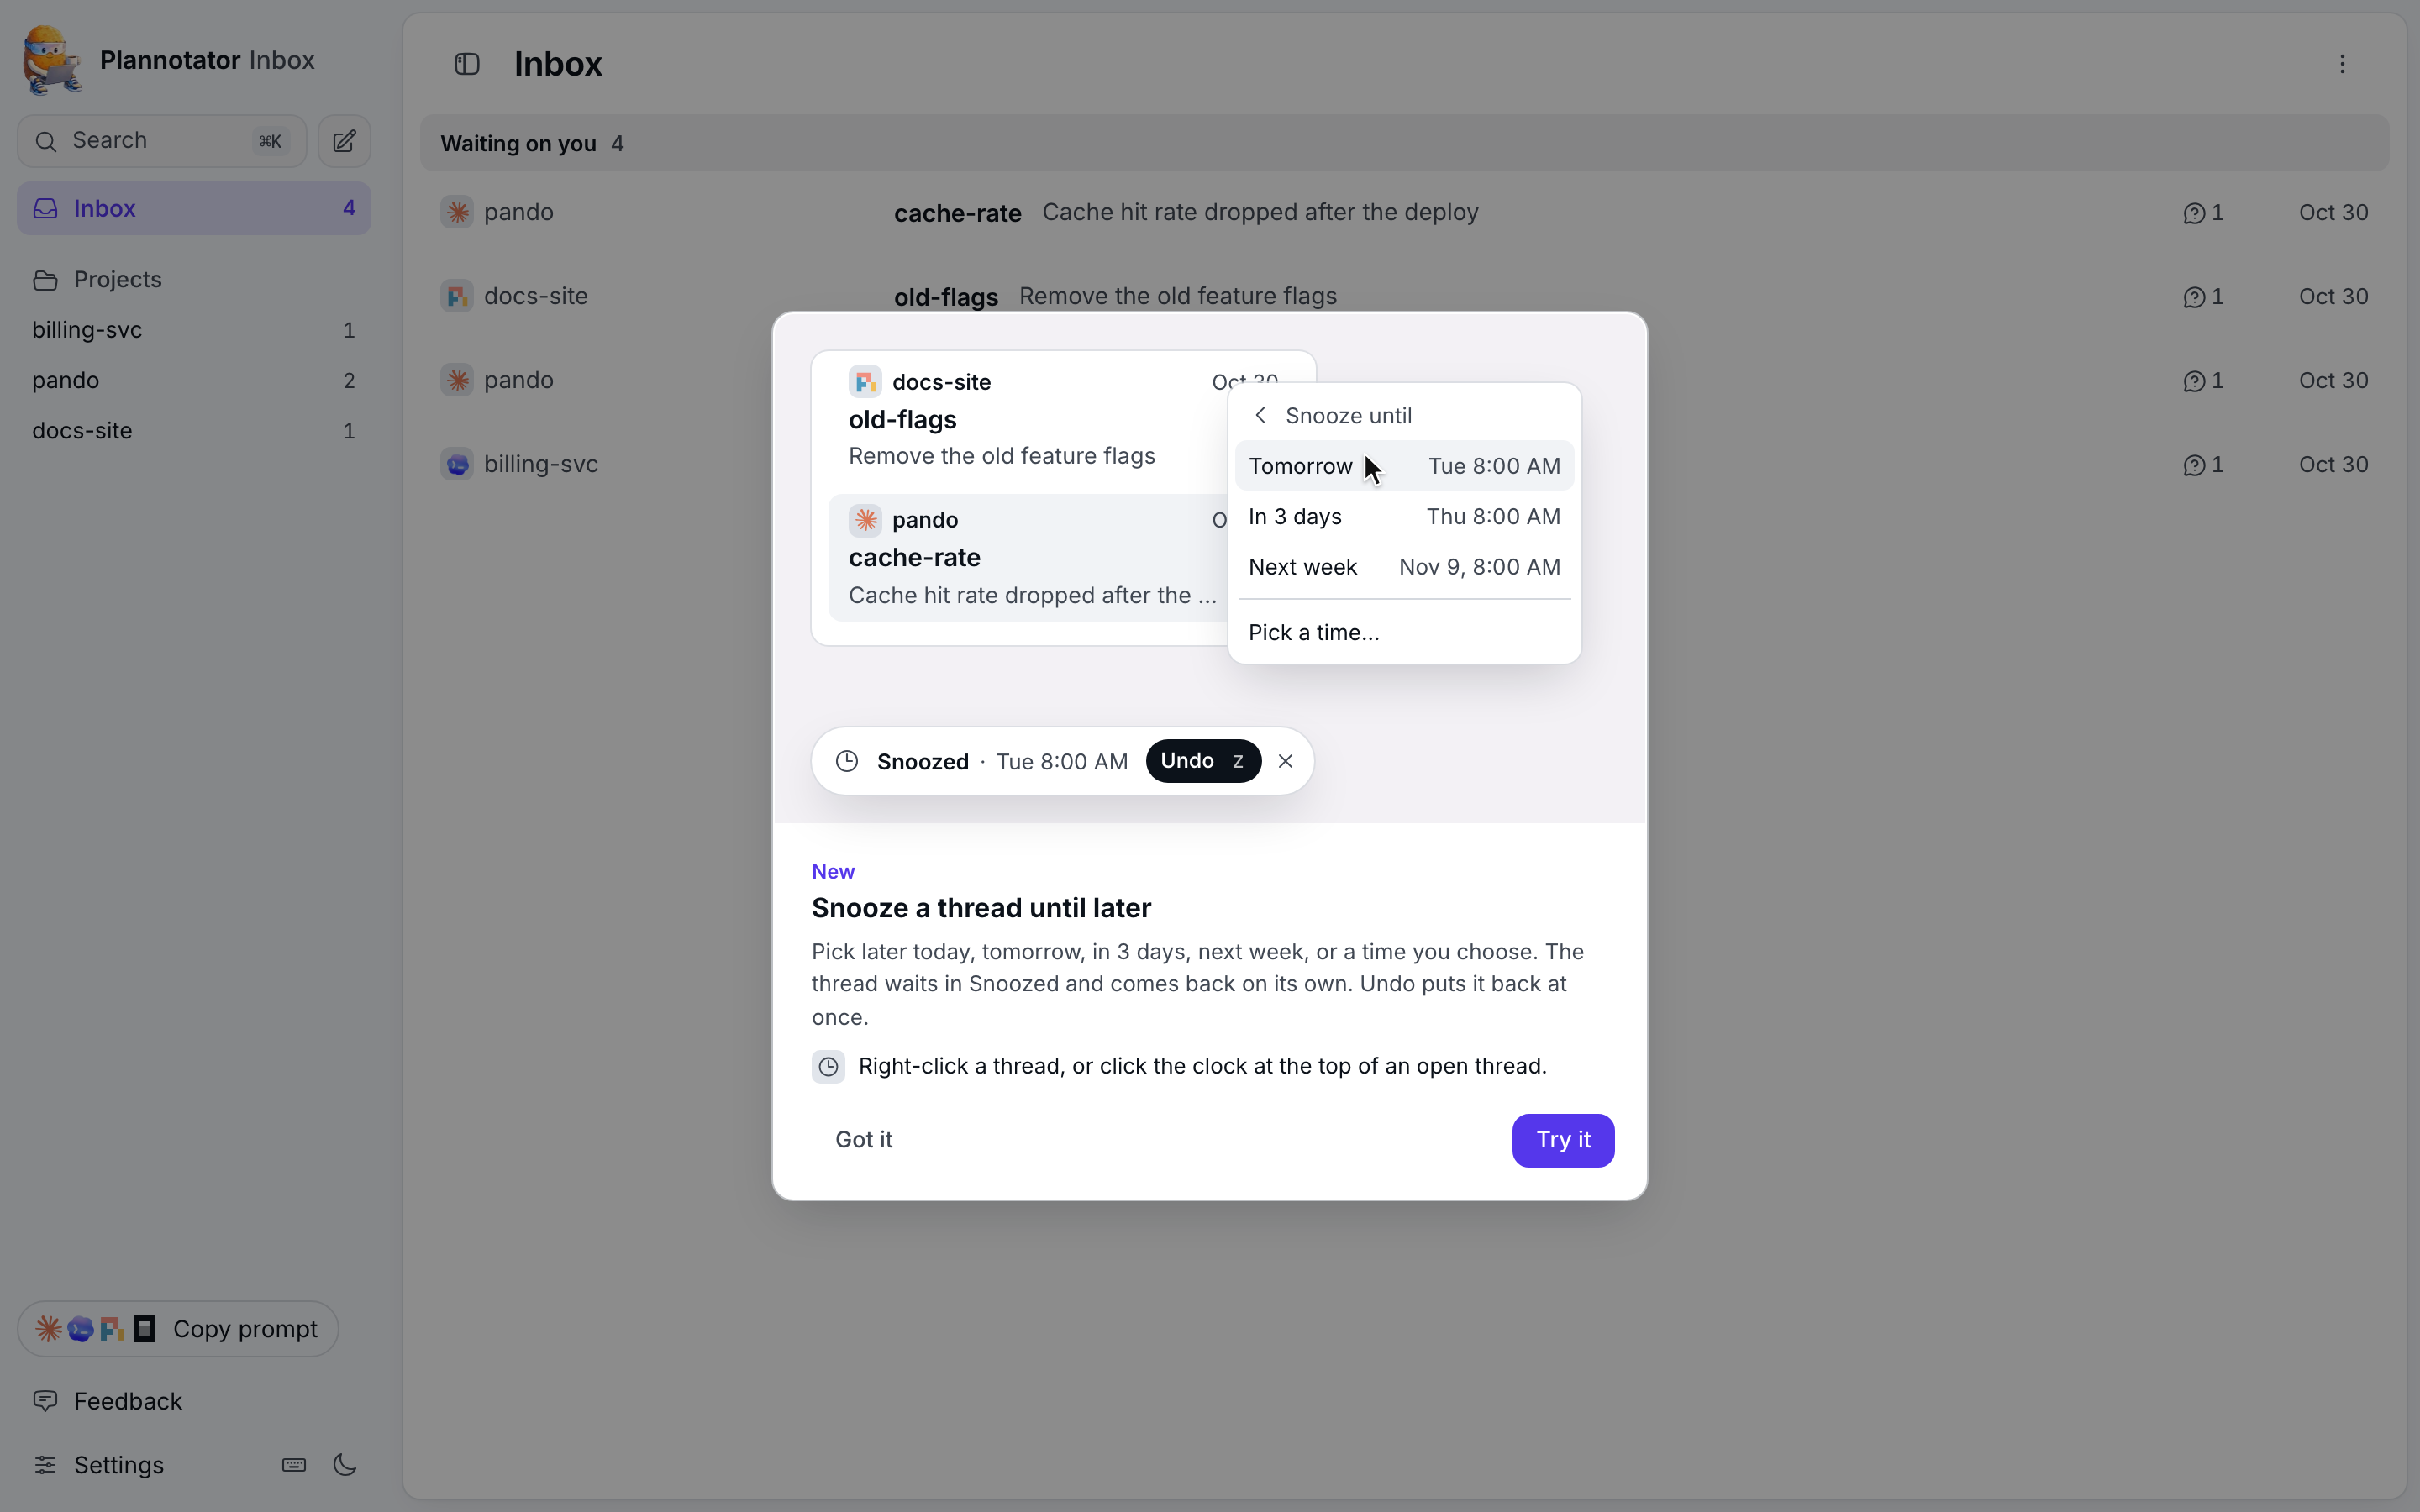 Plannotator Inbox
Search ⌘K
Inbox 4
Projects
billing-svc 1
pando 2
docs-site 1
Copy prompt
Feedback
Settings
Inbox
Waiting on you 4
pando cache-rate Cache hit rate dropped after the deploy 1 Oct 30
docs-site old-flags Remove the old feature flags 1 Oct 30
pando 1 Oct 30
billing-svc 1 Oct 30
docs-site
old-flags
Remove the old feature flags
pando
cache-rate
Cache hit rate dropped after the ...
Snooze until
Tomorrow Tue 8:00 AM
In 3 days Thu 8:00 AM
Next week Nov 9, 8:00 AM
Pick a time...
Snoozed · Tue 8:00 AM Undo Z
New
Snooze a thread until later
Pick later today, tomorrow, in 3 days, next week, or a time you choose. The
thread waits in Snoozed and comes back on its own. Undo puts it back at
once.
Right-click a thread, or click the clock at the top of an open thread.
Got it
Try it